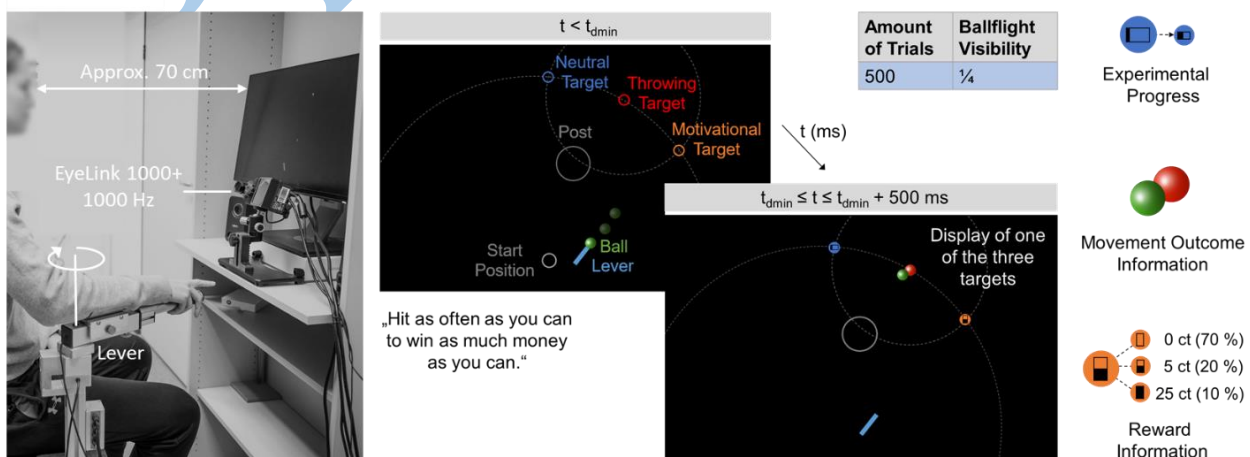 Approx. 70 cm
EyeLink 1000+
1000 Hz
Lever
t < tdmin
Neutral
Target
Throwing
Target
Post
Motivational
Target
Start
Position
Ball
Lever
„Hit as often as you can
to win as much money
as you can.“
t (ms)
tdmin ≤ t ≤ tdmin + 500 ms
Display of one
of the three
targets
Amount of Trials	Ballflight Visibility
500	¼
Experimental
Progress
Movement Outcome
Information
0 ct (70 %)
5 ct (20 %)
25 ct (10 %)
Reward
Information